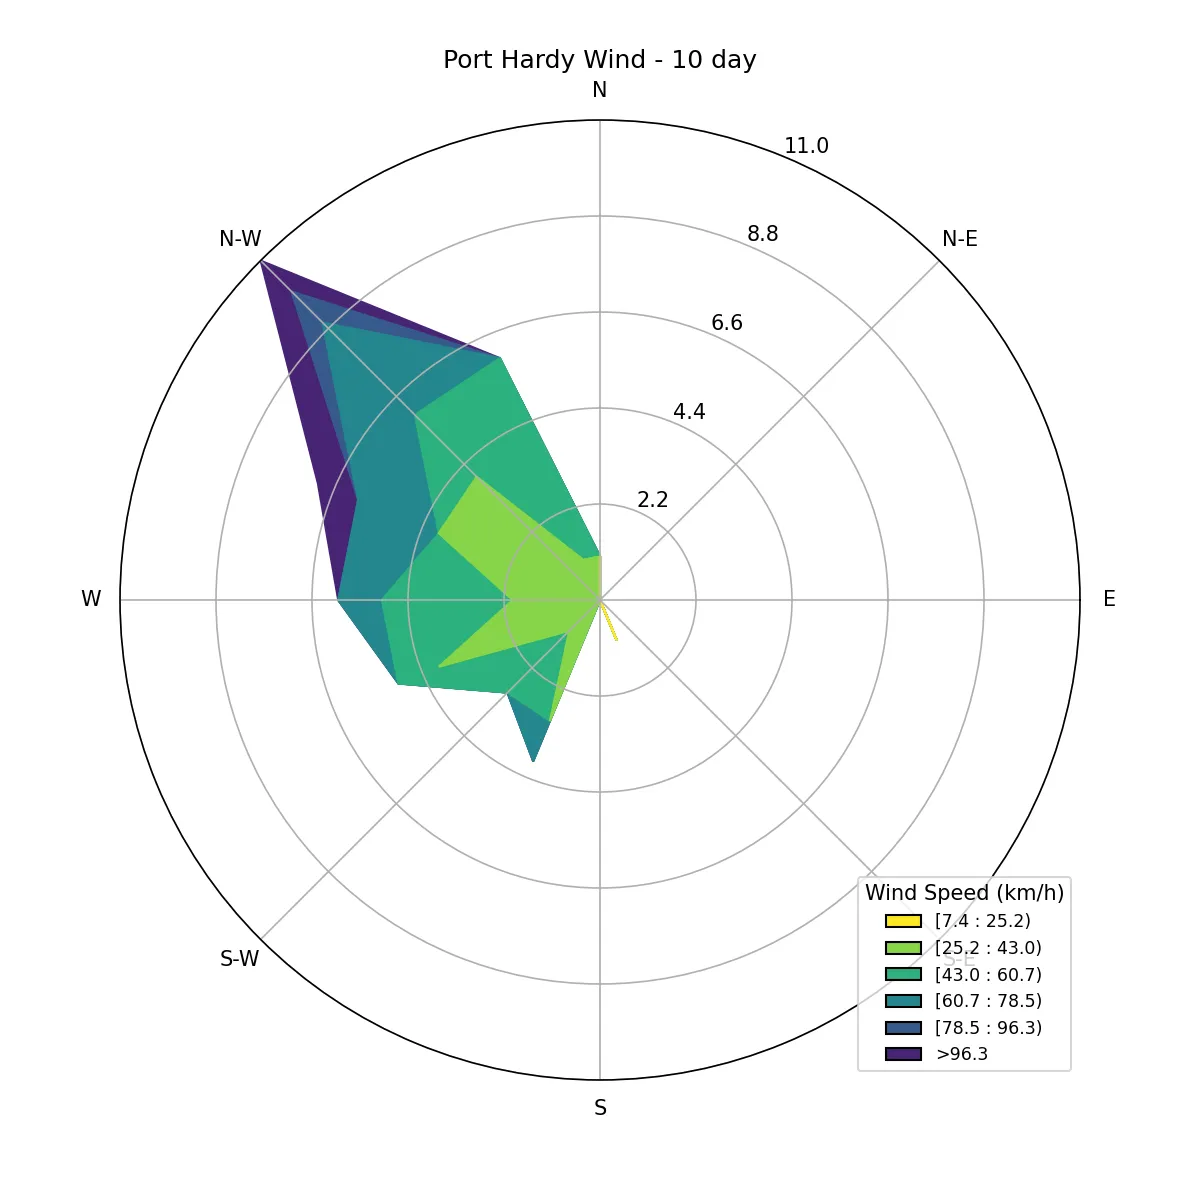 Port Hardy Wind - 10 day
N
11.0
8.8
N-W
N-E
6.6
4.4
2.2
W
E
Wind Speed (km/h)
[7.4 : 25.2)
[25.2 : 43.0)
S-W
S-E
[43.0 : 60.7)
[60.7 : 78.5)
[78.5 : 96.3)
>96.3
S